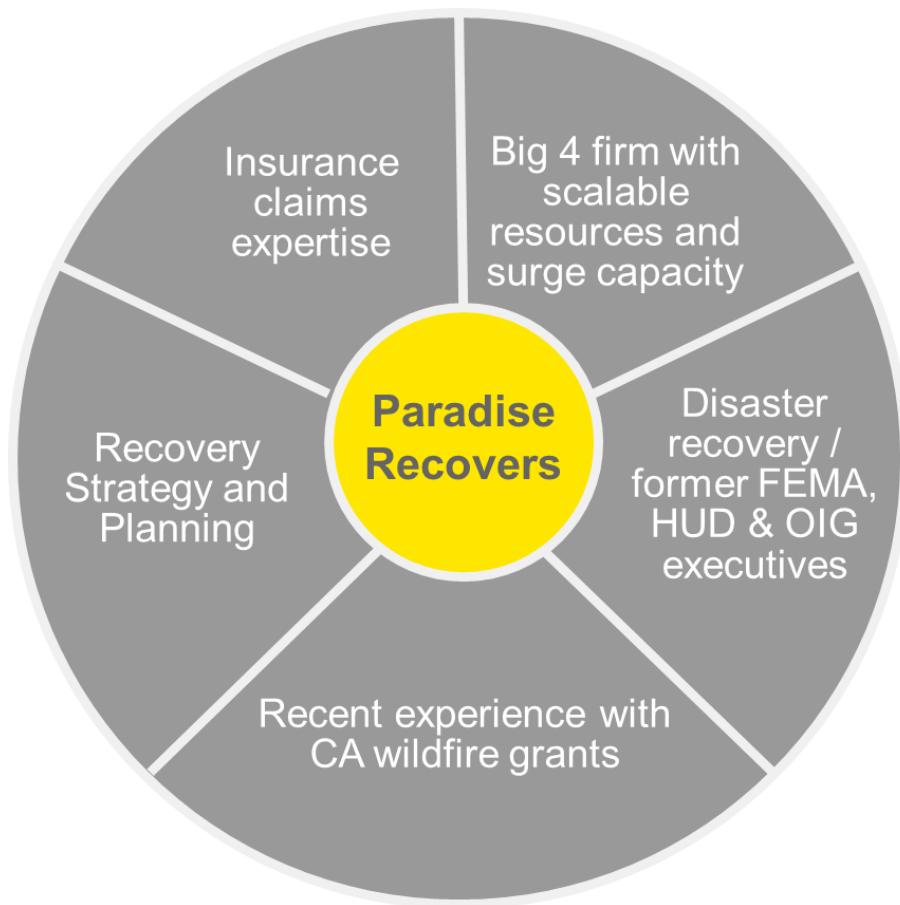 Insurance
claims
expertise
Big 4 firm with
scalable
resources and
surge capacity
Paradise
Recovers
Disaster
recovery /
former FEMA,
HUD & OIG
executives
Recovery
Strategy and
Planning
Recent experience with
CA wildfire grants